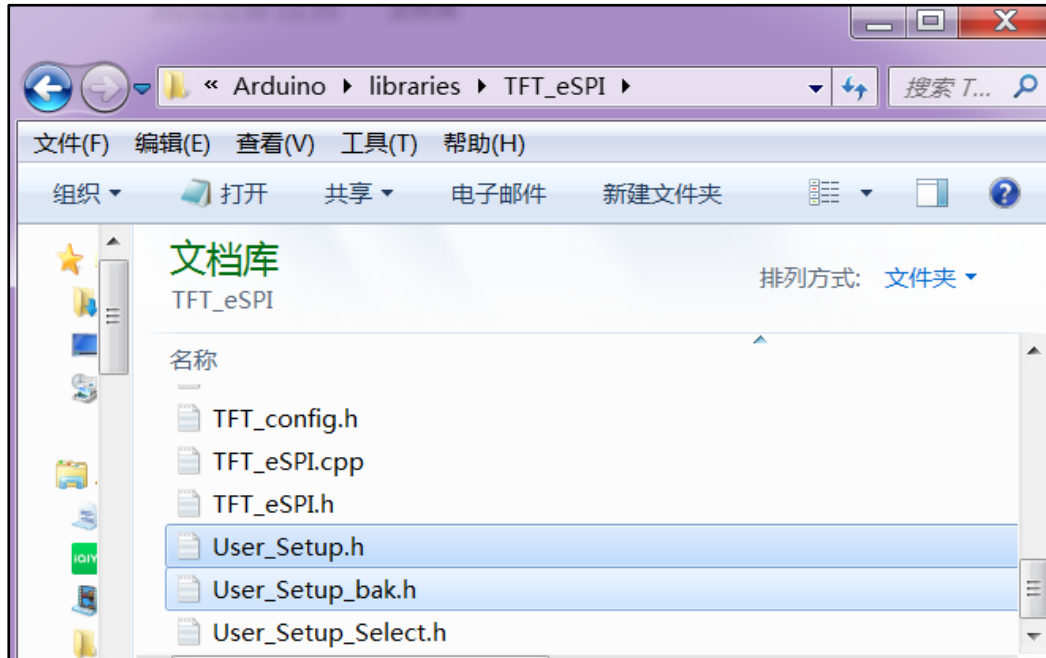 « Arduino ▸ libraries ▸ TFT_eSPI ▸ 搜索 T...
文件(F) 编辑(E) 查看(V) 工具(T) 帮助(H)
组织 打开 共享 电子邮件 新建文件夹
文档库
TFT_eSPI
排列方式: 文件夹
名称
TFT_config.h
TFT_eSPI.cpp
TFT_eSPI.h
User_Setup.h
User_Setup_bak.h
User_Setup_Select.h